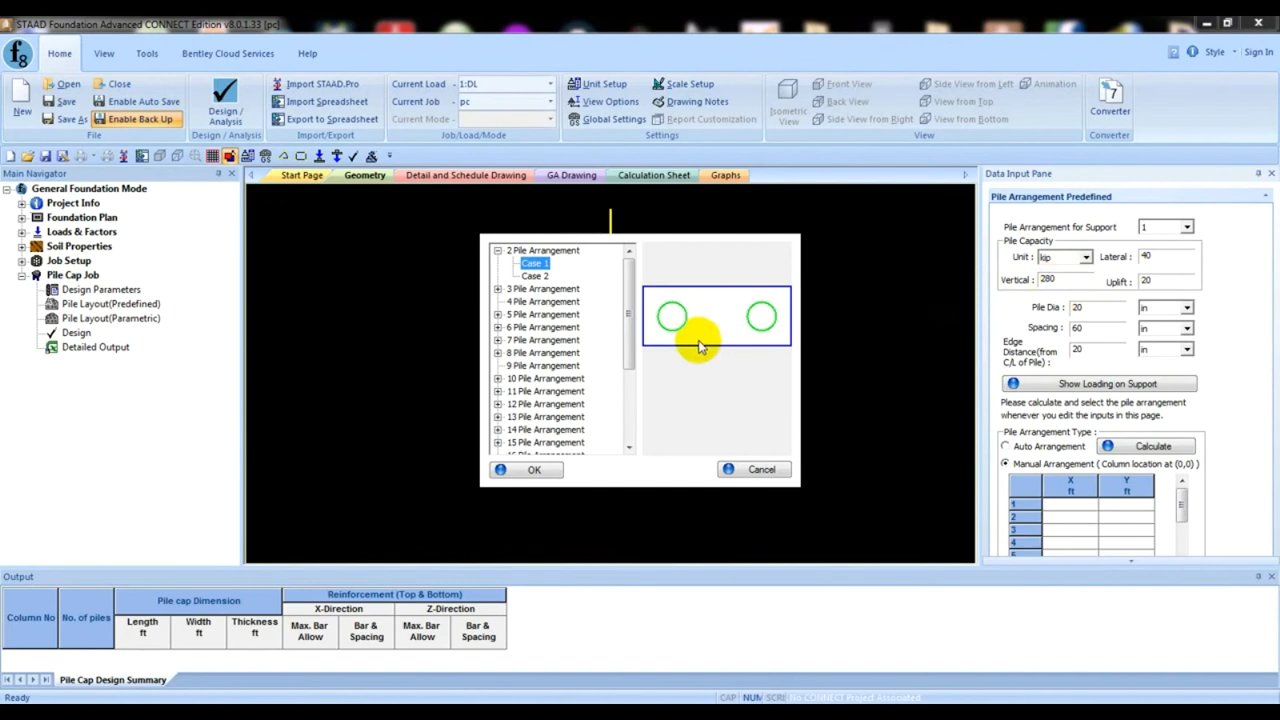 STAAD Foundation Advanced CONNECT Edition v8.0.1.33 [pc]
Home View Tools Bentley Cloud Services Help
Style Sign In
New
Open
Close
Save
Enable Auto Save
Save As
Enable Back Up
File
Design / Analysis
Design / Analysis
Import STAAD.Pro
Import Spreadsheet
Export to Spreadsheet
Import/Export
Current Load - 1:DL
Current Job - pc
Current Mode -
Job/Load/Mode
Unit Setup
Scale Setup
View Options
Drawing Notes
Global Settings
Report Customization
Settings
Isometric View
Front View
Back View
Side View from Right
Side View from Left
View from Top
View from Bottom
Animation
View
Converter
Converter
Main Navigator
General Foundation Mode
Project Info
Foundation Plan
Loads & Factors
Soil Properties
Job Setup
Pile Cap Job
Design Parameters
Pile Layout(Predefined)
Pile Layout(Parametric)
Design
Detailed Output
Start Page Geometry Detail and Schedule Drawing GA Drawing Calculation Sheet Graphs
2 Pile Arrangement
Case 1
Case 2
3 Pile Arrangement
4 Pile Arrangement
5 Pile Arrangement
6 Pile Arrangement
7 Pile Arrangement
8 Pile Arrangement
9 Pile Arrangement
10 Pile Arrangement
11 Pile Arrangement
12 Pile Arrangement
13 Pile Arrangement
14 Pile Arrangement
15 Pile Arrangement
OK
Cancel
Data Input Pane
Pile Arrangement Predefined
Pile Arrangement for Support 1
Pile Capacity
Unit : kip Lateral : 40
Vertical : 280 Uplift : 20
Pile Dia : 20 in
Spacing : 60 in
Edge
Distance(from 20 in
C/L of Pile) :
Show Loading on Support
Please calculate and select the pile arrangement
whenever you edit the inputs in this page.
Pile Arrangement Type :
Auto Arrangement Calculate
Manual Arrangement ( Column location at (0,0) )
X ft Y ft
1
2
3
4
Output
Column No
No. of piles
Pile cap Dimension
Length ft
Width ft
Thickness ft
Reinforcement (Top & Bottom)
X-Direction
Z-Direction
Max. Bar Allow
Bar & Spacing
Max. Bar Allow
Bar & Spacing
Pile Cap Design Summary
Ready
CAP NUM SCRI No CONNECT Project Associated